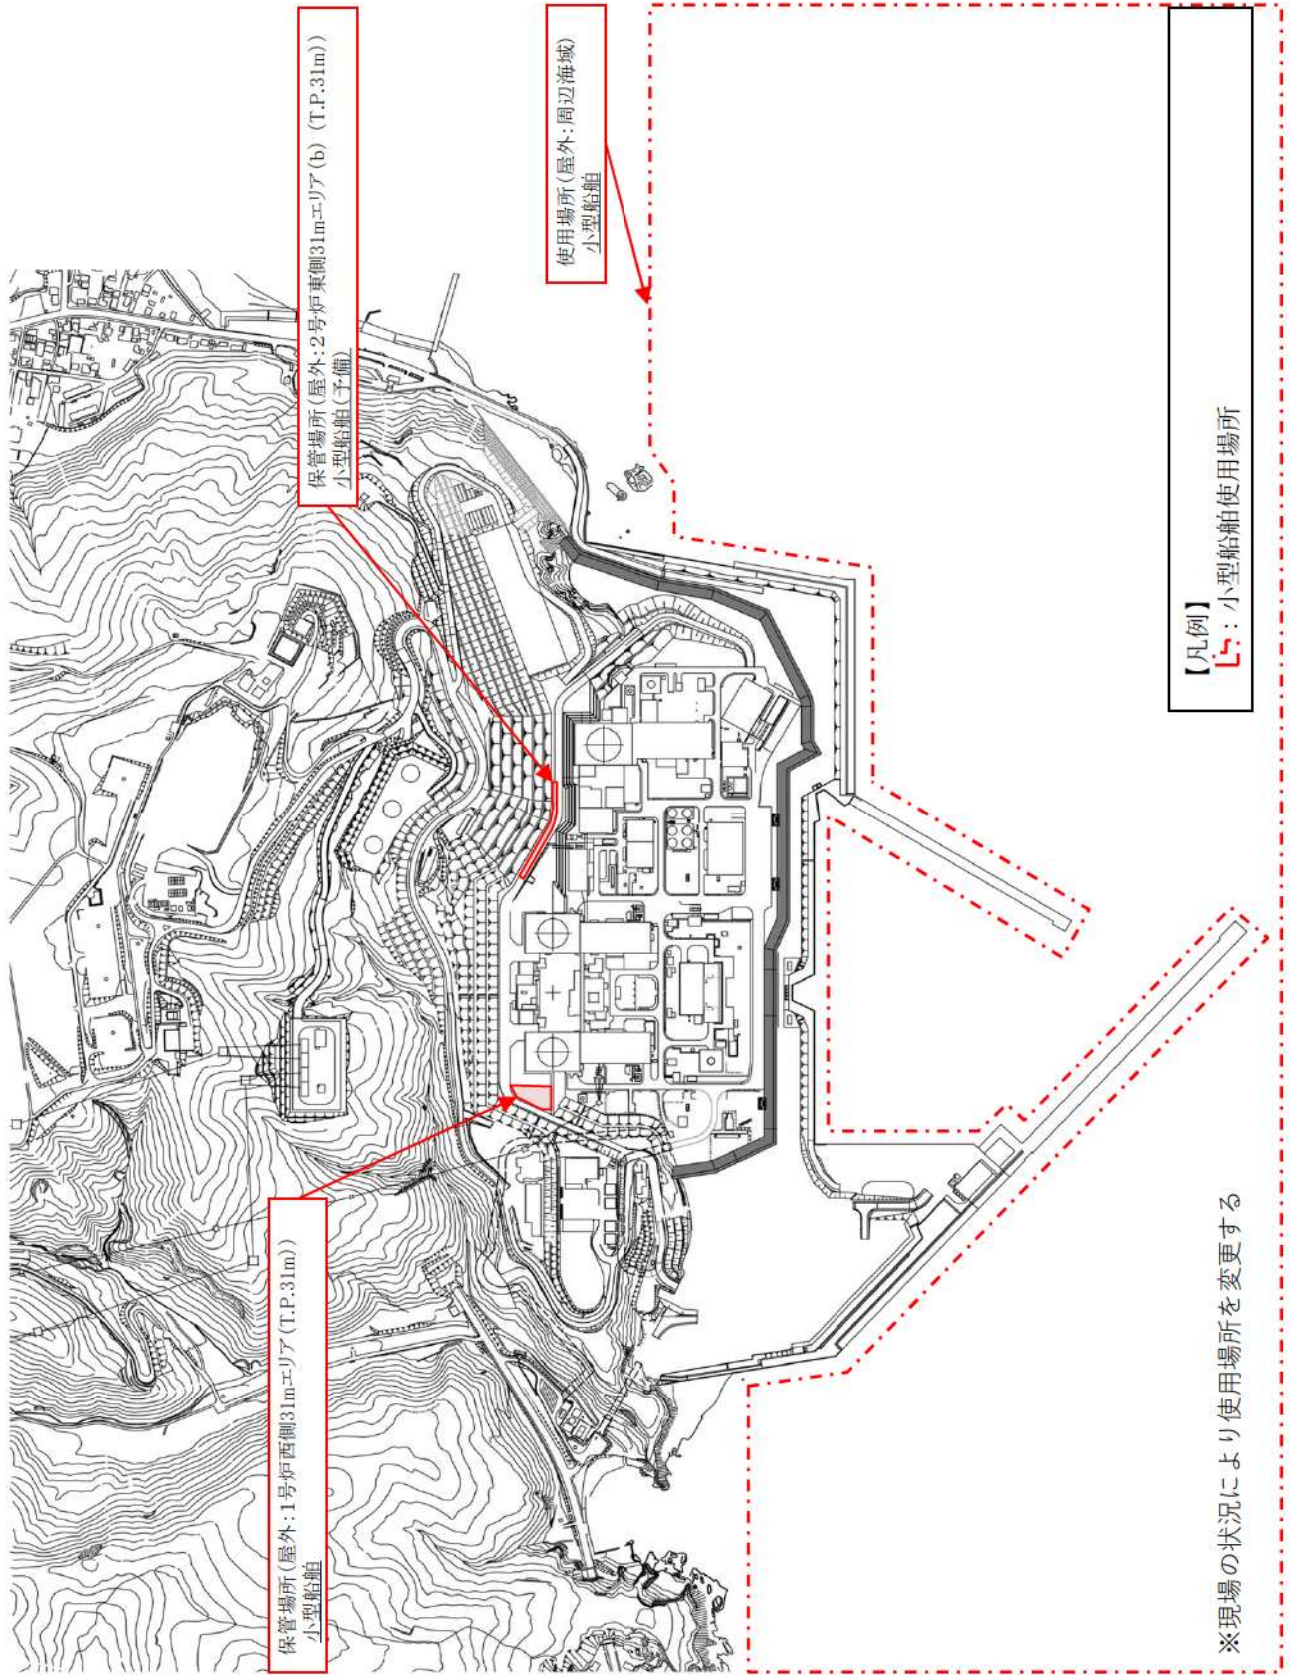 保管場所(屋外:1号炉西側31mエリア(T.P.31m))
小型船舶
保管場所(屋外:2号炉東側31mエリア(b) (T.P.31m))
小型船舶(予備)
使用場所(屋外:周辺海域)
小型船舶
【凡例】
:小型船舶使用場所
※現場の状況により使用場所を変更する